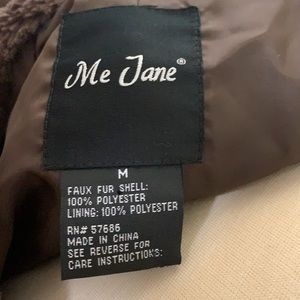 Me Jane®
M
FAUX FUR SHELL:
100% POLYESTER
LINING: 100% POLYESTER
RN# 57686
MADE IN CHINA
SEE REVERSE FOR
CARE INSTRUCTIONS: